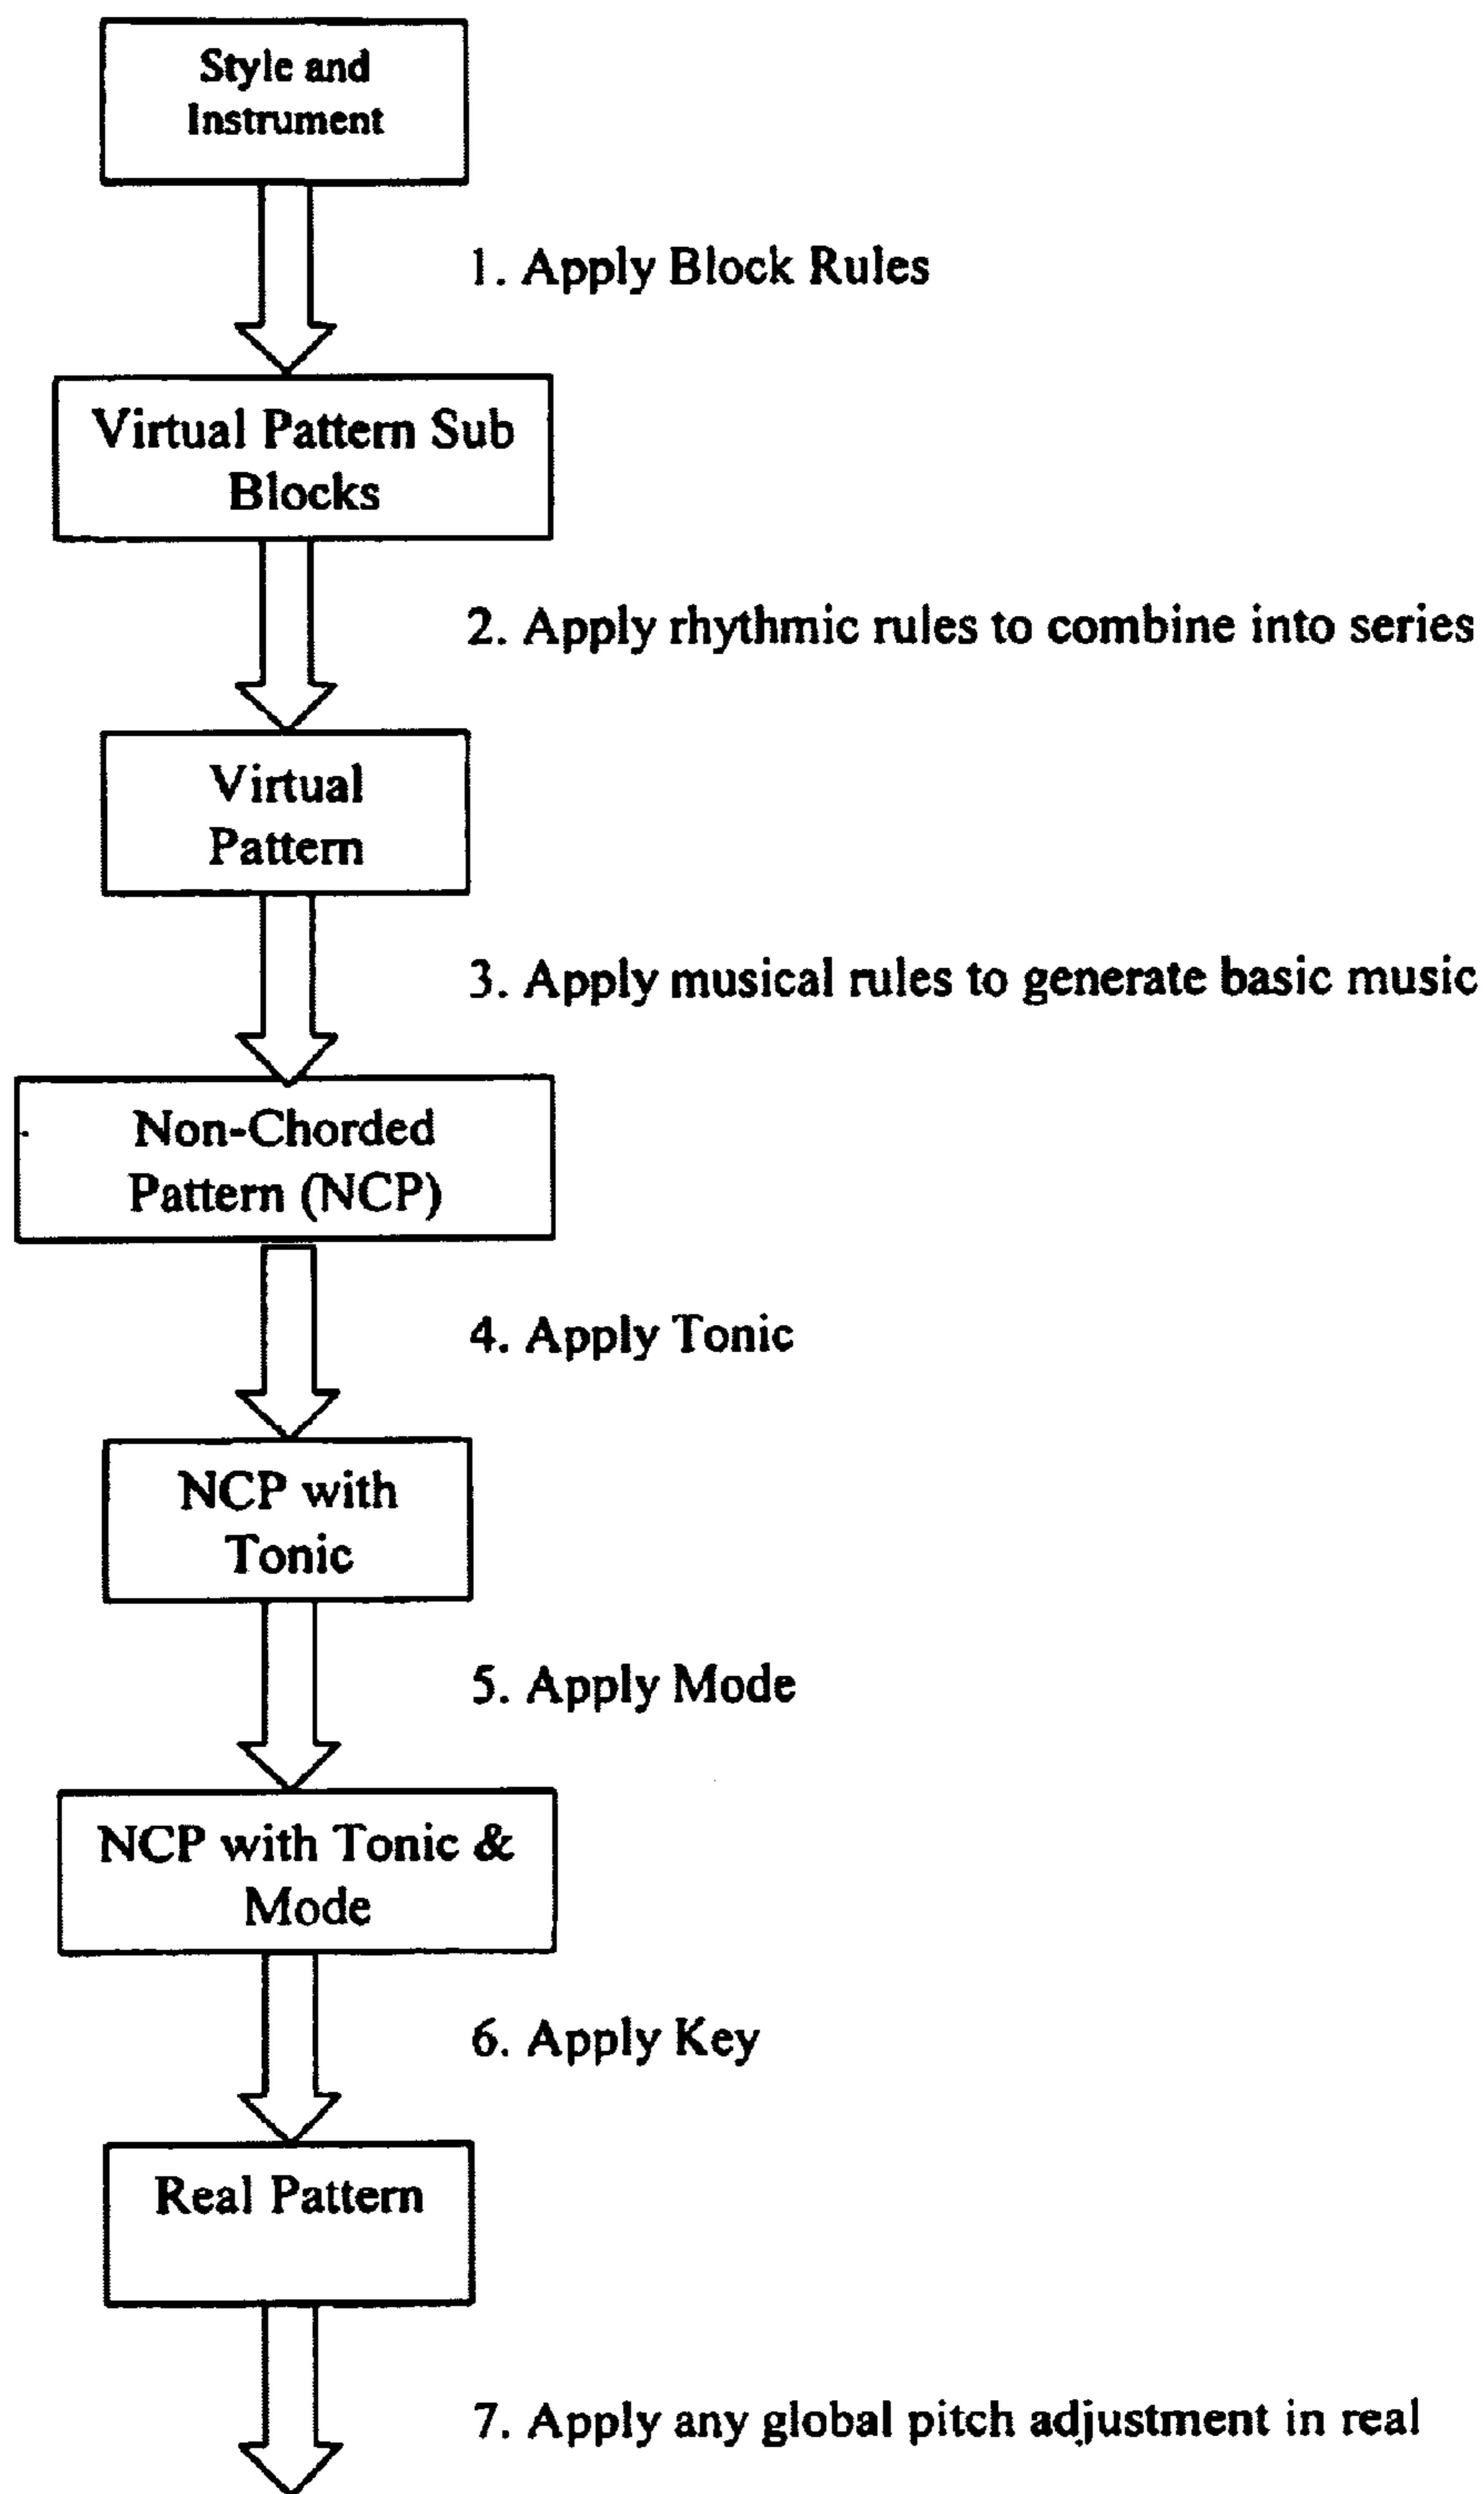 Style and
Instrument
1. Apply Block Rules
Virtual Pattern Sub
Blocks
2. Apply rhythmic rules to combine into series
Virtual
Pattern
3. Apply musical rules to generate basic music
Non-Chorded
Pattern (NCP)
4. Apply Tonic
NCP with
Tonic
5. Apply Mode
NCP with Tonic &
Mode
6. Apply Key
Real Pattern
7. Apply any global pitch adjustment in real